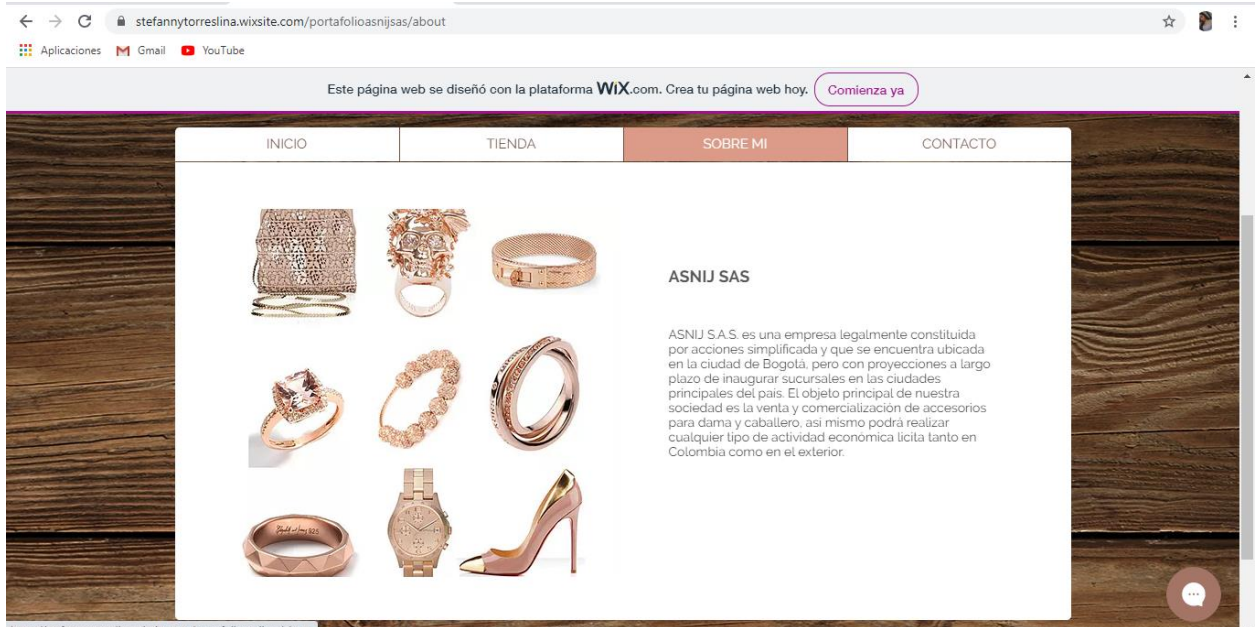 stefannytorreslina.wixsite.com/portafolioasnijsas/about
Aplicaciones Gmail YouTube
Este página web se diseñó con la plataforma WiX.com. Crea tu página web hoy. Comienza ya
INICIO TIENDA SOBRE MI CONTACTO
ASNIJ SAS
ASNIJ S.A.S. es una empresa legalmente constituida
por acciones simplificada y que se encuentra ubicada
en la ciudad de Bogotá, pero con proyecciones a largo
plazo de inaugurar sucursales en las ciudades
principales del país. El objeto principal de nuestra
sociedad es la venta y comercialización de accesorios
para dama y caballero, así mismo podrá realizar
cualquier tipo de actividad económica licita tanto en
Colombia como en el exterior.
925